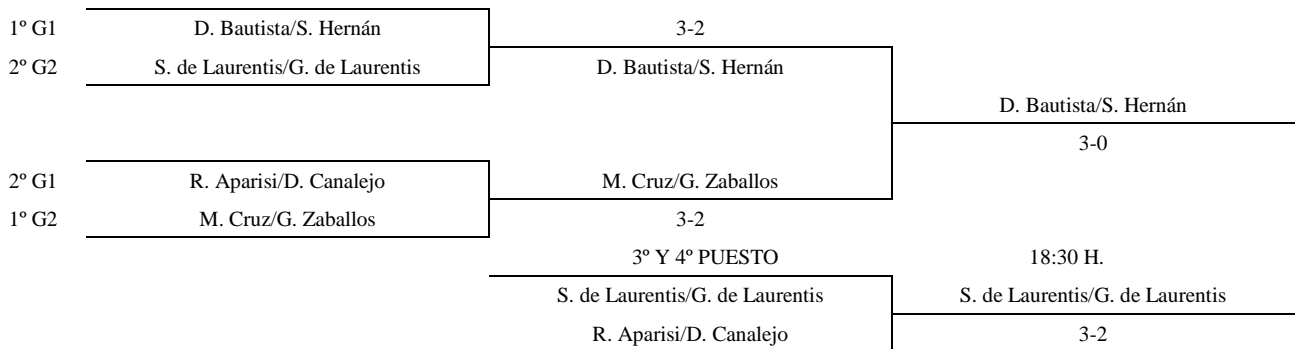 1º G1 D. Bautista/S. Hernán 3-2
2º G2 S. de Laurentis/G. de Laurentis D. Bautista/S. Hernán
D. Bautista/S. Hernán
3-0
2º G1 R. Aparisi/D. Canalejo M. Cruz/G. Zaballos
1º G2 M. Cruz/G. Zaballos 3-2
3º Y 4º PUESTO 18:30 H.
S. de Laurentis/G. de Laurentis S. de Laurentis/G. de Laurentis
R. Aparisi/D. Canalejo 3-2